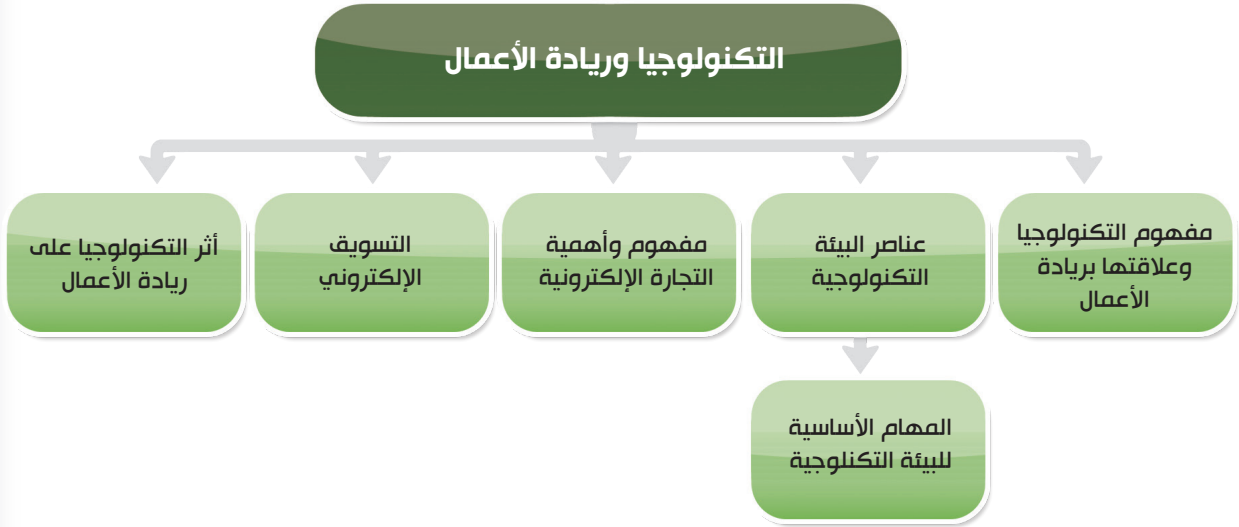 التكنولوجيا وريادة الأعمال
مفهوم التكنولوجيا
وعلاقتها بريادة
الأعمال
عناصر البيئة
التكنولوجية
مفهوم وأهمية
التجارة الإلكترونية
التسويق
الإلكتروني
أثر التكنولوجيا على
ريادة الأعمال
المهام الأساسية
للبيئة التكنلوجية